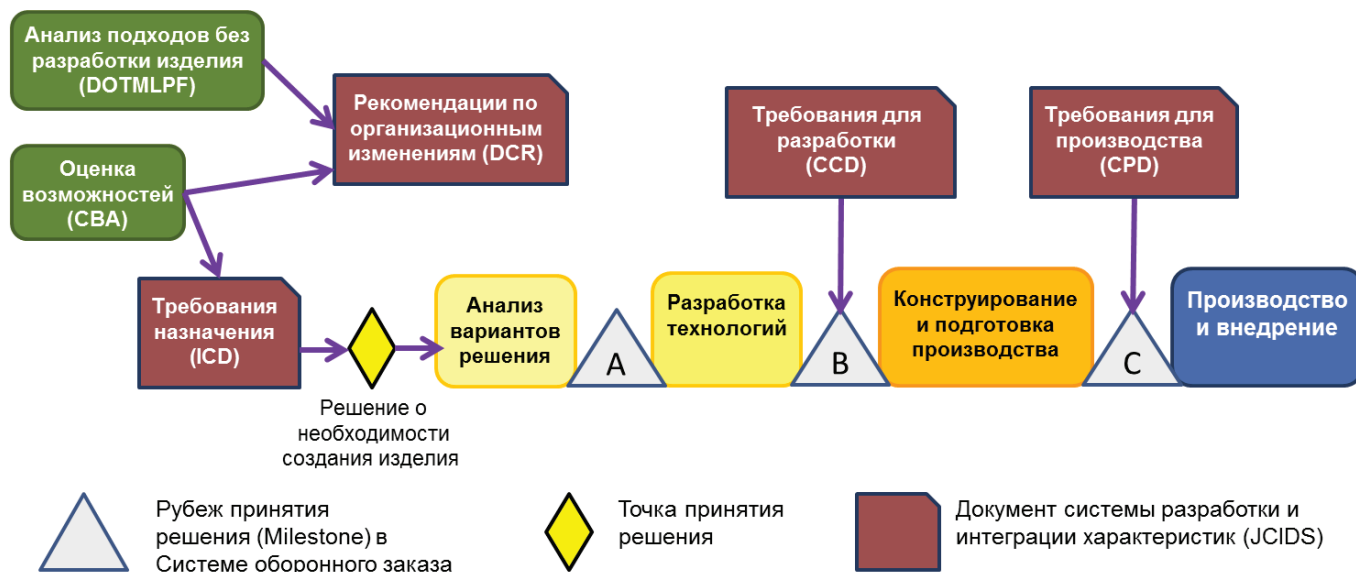 Анализ подходов без
разработки изделия
(DOTMLPF)
Рекомендации по
организационным
изменениям (DCR)
Требования для
разработки
(CCD)
Требования для
производства
(CPD)
Оценка
возможностей
(CBA)
Требования
назначения
(ICD)
Анализ
вариантов
решения
A
Разработка
технологий
B
Конструирование
и подготовка
производства
C
Производство
и внедрение
Решение о
необходимости
создания изделия
Рубеж принятия
решения (Milestone) в
Системе оборонного заказа
Точка принятия
решения
Документ системы разработки и
интеграции характеристик (JCIDS)